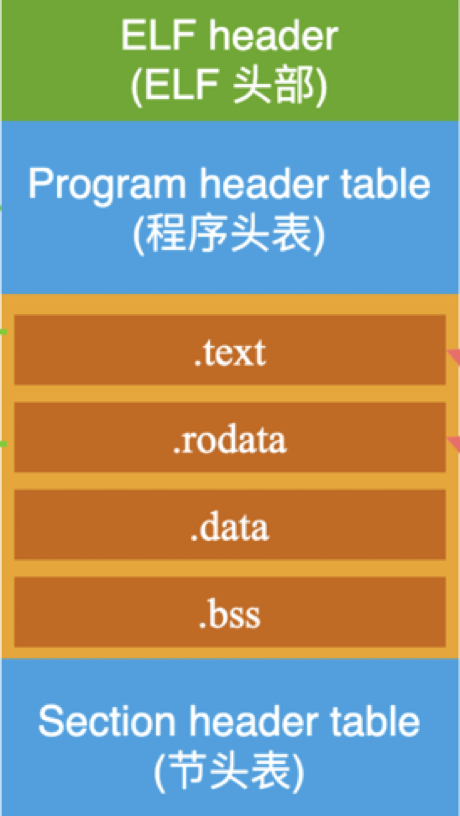 ELF header
(ELF 头部)
Program header table
(程序头表)
.text
.rodata
.data
.bss
Section header table
(节头表)